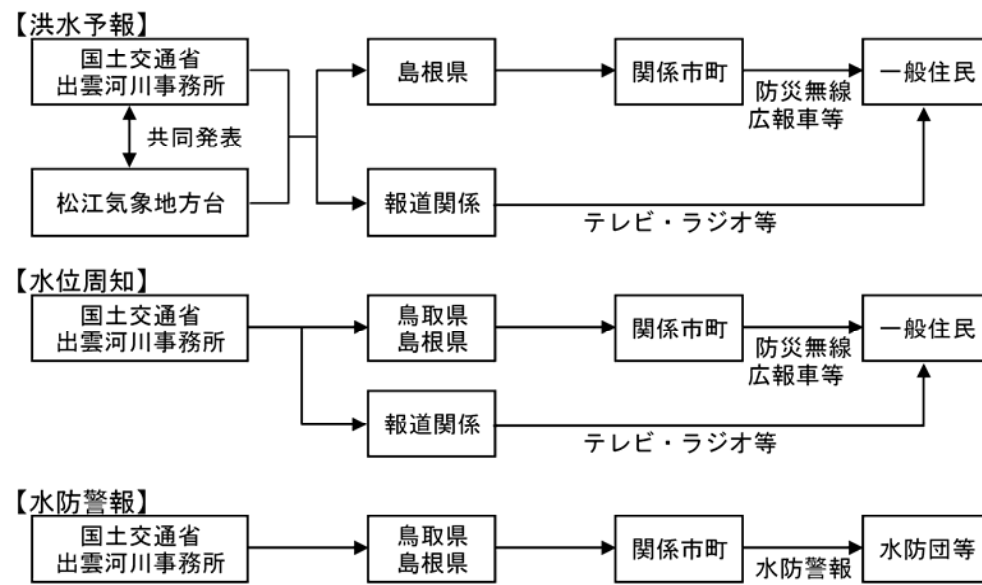 【洪水予報】
国土交通省
出雲河川事務所
共同発表
松江気象地方台
島根県
報道関係
関係市町
防災無線
広報車等
テレビ・ラジオ等
一般住民
【水位周知】
国土交通省
出雲河川事務所
鳥取県
島根県
報道関係
関係市町
防災無線
広報車等
テレビ・ラジオ等
一般住民
【水防警報】
国土交通省
出雲河川事務所
鳥取県
島根県
関係市町
水防警報
水防団等